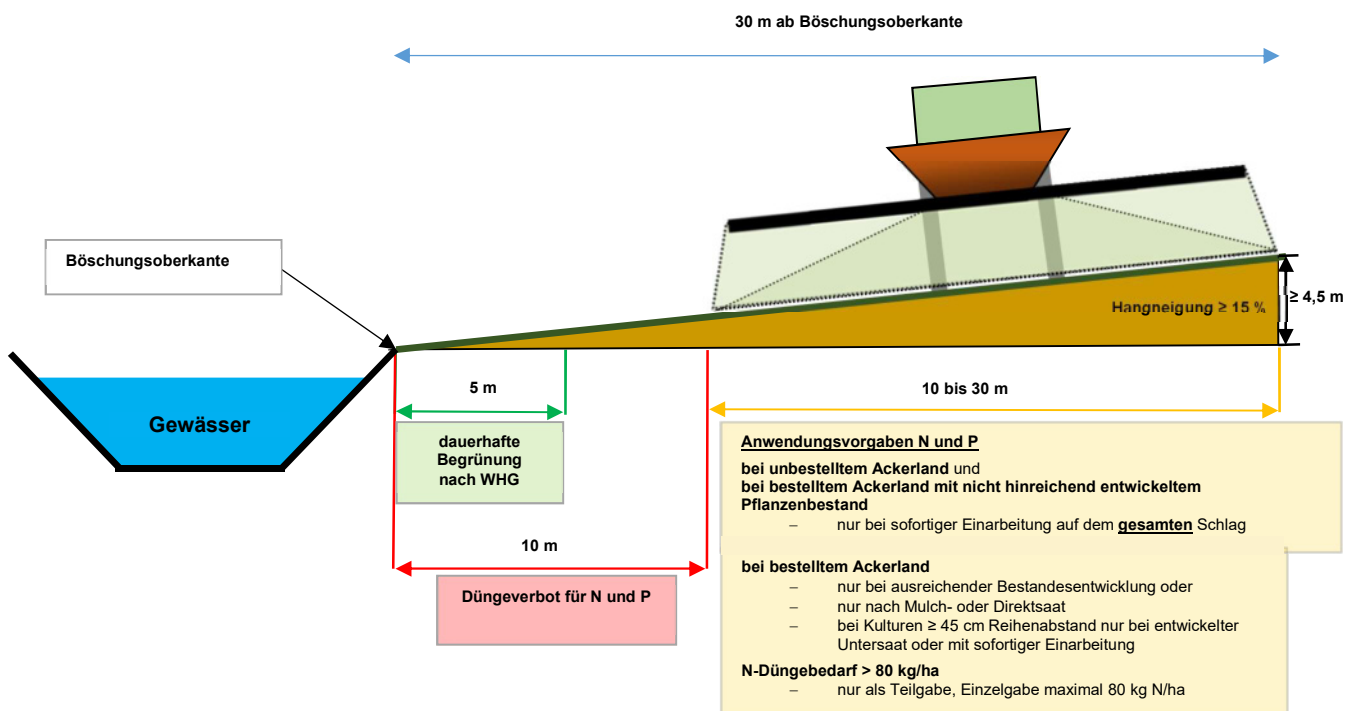 30 m ab Böschungsoberkante
Böschungsoberkante
≥ 4,5 m
Hangneigung ≥ 15 %
Gewässer
5 m
10 bis 30 m
dauerhafte
Begrünung
nach WHG
10 m
Düngeverbot für N und P
Anwendungsvorgaben N und P
bei unbestelltem Ackerland und
bei bestelltem Ackerland mit nicht hinreichend entwickeltem
Pflanzenbestand
− nur bei sofortiger Einarbeitung auf dem gesamten Schlag
bei bestelltem Ackerland
− nur bei ausreichender Bestandesentwicklung oder
− nur nach Mulch- oder Direktsaat
− bei Kulturen ≥ 45 cm Reihenabstand nur bei entwickelter
Untersaat oder mit sofortiger Einarbeitung
N-Düngebedarf > 80 kg/ha
− nur als Teilgabe, Einzelgabe maximal 80 kg N/ha